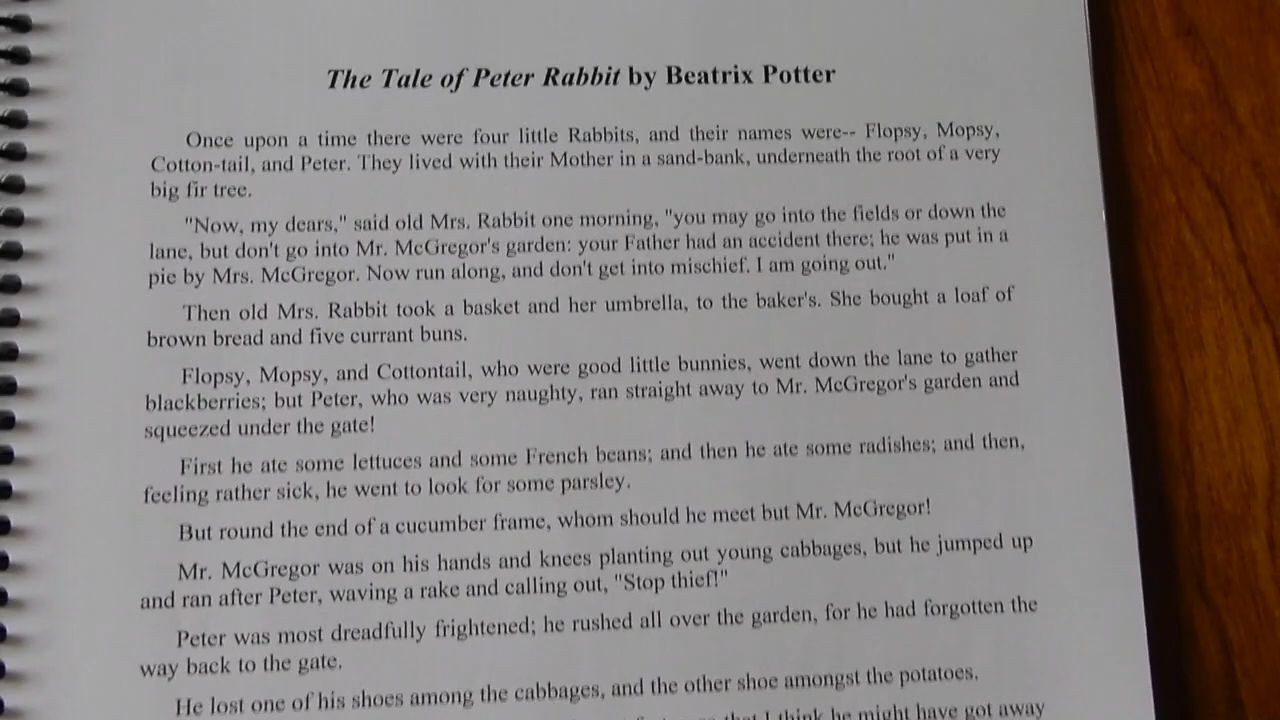 The Tale of Peter Rabbit by Beatrix Potter
Once upon a time there were four little Rabbits, and their names were-- Flopsy, Mopsy,
Cotton-tail, and Peter. They lived with their Mother in a sand-bank, underneath the root of a very
big fir tree.
"Now, my dears," said old Mrs. Rabbit one morning, "you may go into the fields or down the
lane, but don't go into Mr. McGregor's garden: your Father had an accident there; he was put in a
pie by Mrs. McGregor. Now run along, and don't get into mischief. I am going out."
Then old Mrs. Rabbit took a basket and her umbrella, to the baker's. She bought a loaf of
brown bread and five currant buns.
Flopsy, Mopsy, and Cottontail, who were good little bunnies, went down the lane to gather
blackberries; but Peter, who was very naughty, ran straight away to Mr. McGregor's garden and
squeezed under the gate!
First he ate some lettuces and some French beans; and then he ate some radishes; and then,
feeling rather sick, he went to look for some parsley.
But round the end of a cucumber frame, whom should he meet but Mr. McGregor!
Mr. McGregor was on his hands and knees planting out young cabbages, but he jumped up
and ran after Peter, waving a rake and calling out, "Stop thief!"
Peter was most dreadfully frightened; he rushed all over the garden, for he had forgotten the
way back to the gate.
He lost one of his shoes among the cabbages, and the other shoe amongst the potatoes.
that I think he might have got away